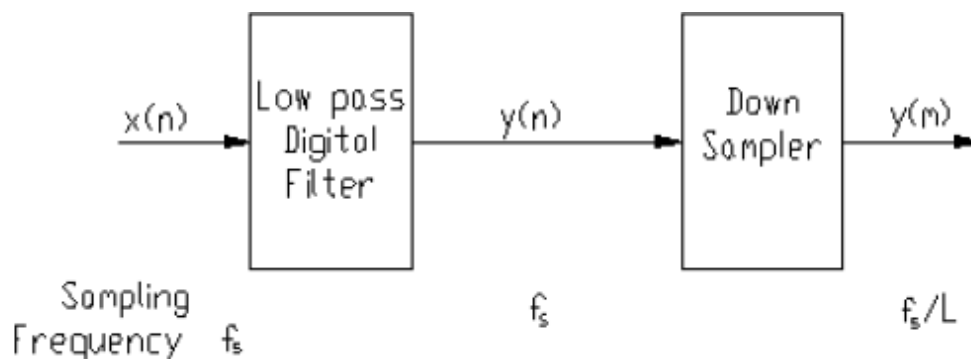 x(n)
Low pass
Digital
Filter
y(n)
Down
Sampler
y(m)
Sampling
Frequency fs
fs
fs/L